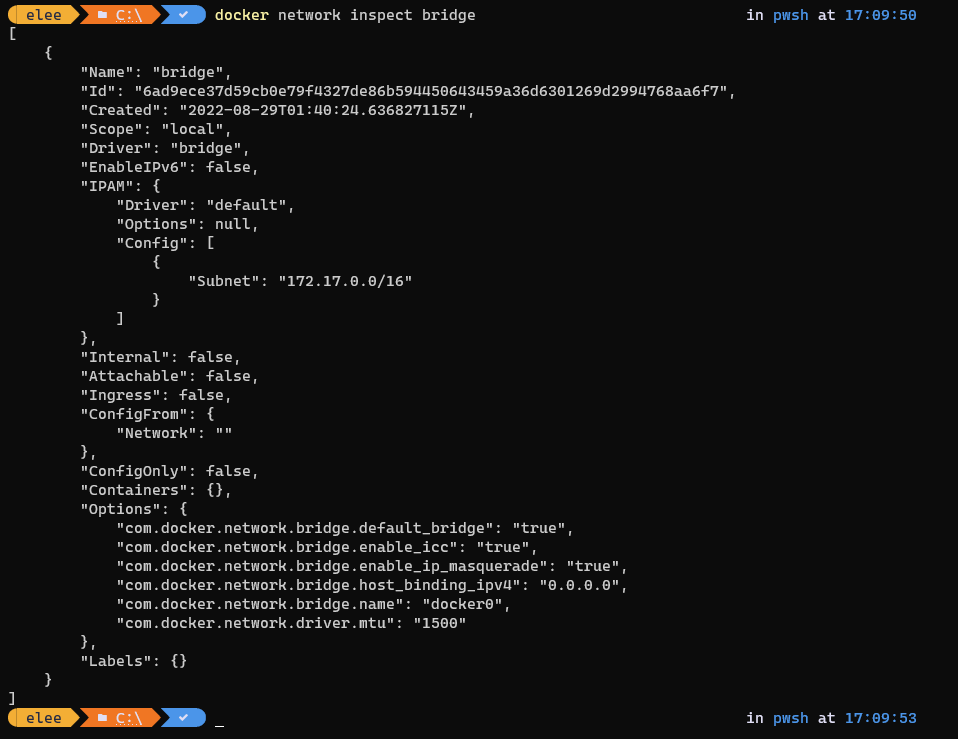 elee C:\ docker network inspect bridge in pwsh at 17:09:50
[
    {
        "Name": "bridge",
        "Id": "6ad9ece37d59cb0e79f4327de86b594450643459a36d6301269d2994768aa6f7",
        "Created": "2022-08-29T01:40:24.636827115Z",
        "Scope": "local",
        "Driver": "bridge",
        "EnableIPv6": false,
        "IPAM": {
            "Driver": "default",
            "Options": null,
            "Config": [
                {
                    "Subnet": "172.17.0.0/16"
                }
            ]
        },
        "Internal": false,
        "Attachable": false,
        "Ingress": false,
        "ConfigFrom": {
            "Network": ""
        },
        "ConfigOnly": false,
        "Containers": {},
        "Options": {
            "com.docker.network.bridge.default_bridge": "true",
            "com.docker.network.bridge.enable_icc": "true",
            "com.docker.network.bridge.enable_ip_masquerade": "true",
            "com.docker.network.bridge.host_binding_ipv4": "0.0.0.0",
            "com.docker.network.bridge.name": "docker0",
            "com.docker.network.driver.mtu": "1500"
        },
        "Labels": {}
    }
]
elee C:\ _ in pwsh at 17:09:53